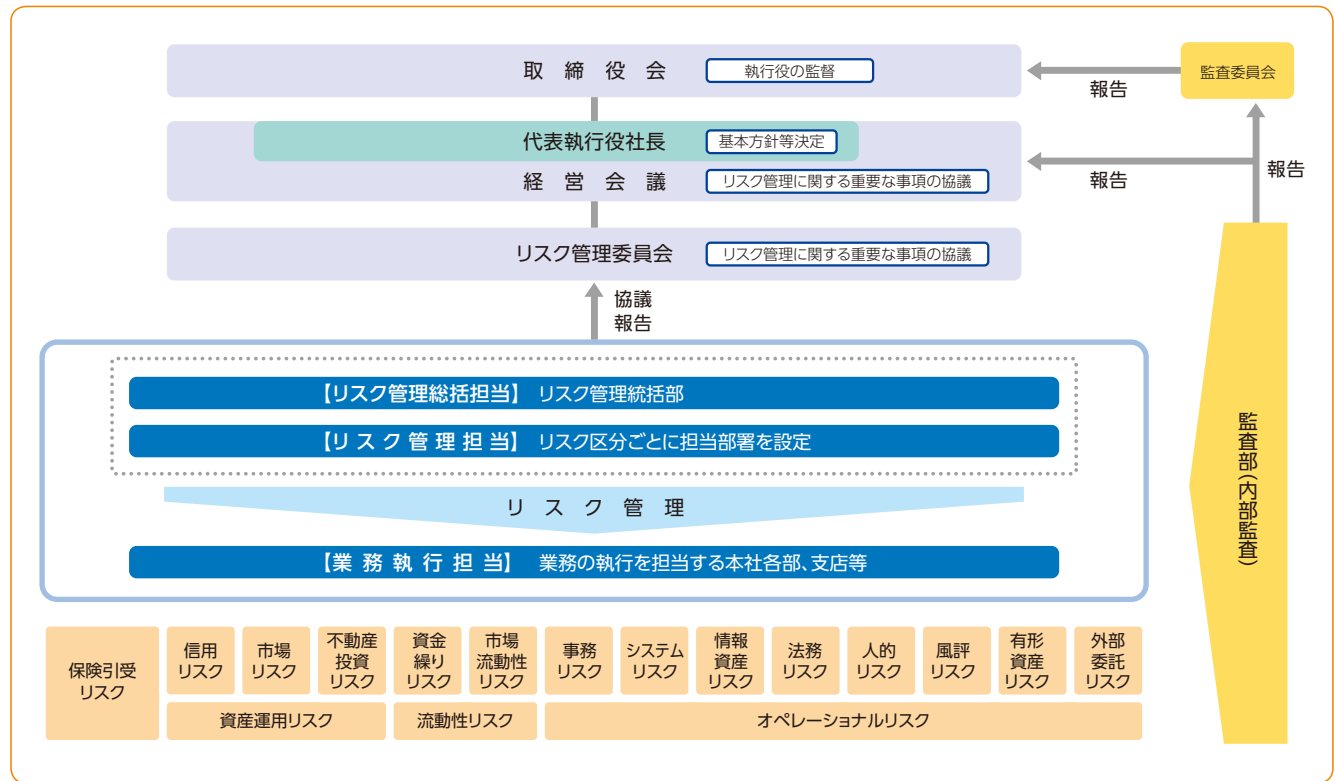 取締役会 執行役の監督
監査委員会
報告
代表執行役社長 基本方針等決定
経営会議 リスク管理に関する重要な事項の協議
報告
報告
リスク管理委員会 リスク管理に関する重要な事項の協議
協議
報告
【リスク管理総括担当】 リスク管理統括部
【リスク管理担当】 リスク区分ごとに担当部署を設定
リスク管理
【業務執行担当】 業務の執行を担当する本社各部、支店等
監査部(内部監査)
保険引受
リスク
信用
リスク
市場
リスク
不動産
投資
リスク
資金
繰り
リスク
市場
流動性
リスク
事務
リスク
システム
リスク
情報
資産
リスク
法務
リスク
人的
リスク
風評
リスク
有形
資産
リスク
外部
委託
リスク
資産運用リスク
流動性リスク
オペレーショナルリスク